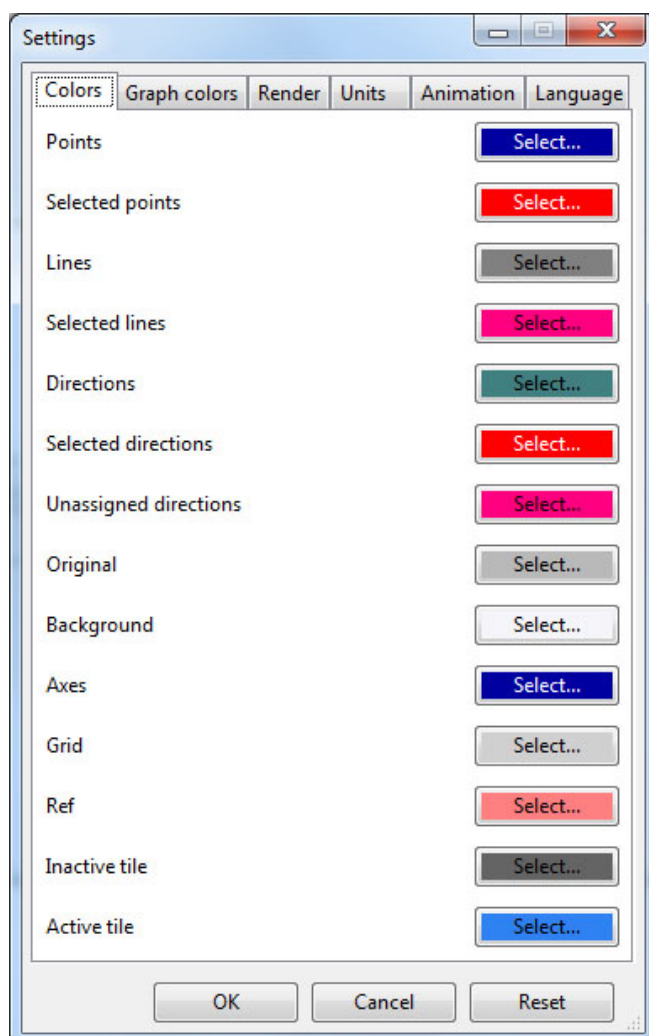 Settings
Colors Graph colors Render Units Animation Language
Points Select...
Selected points Select...
Lines Select...
Selected lines Select...
Directions Select...
Selected directions Select...
Unassigned directions Select...
Original Select...
Background Select...
Axes Select...
Grid Select...
Ref Select...
Inactive tile Select...
Active tile Select...
OK Cancel Reset